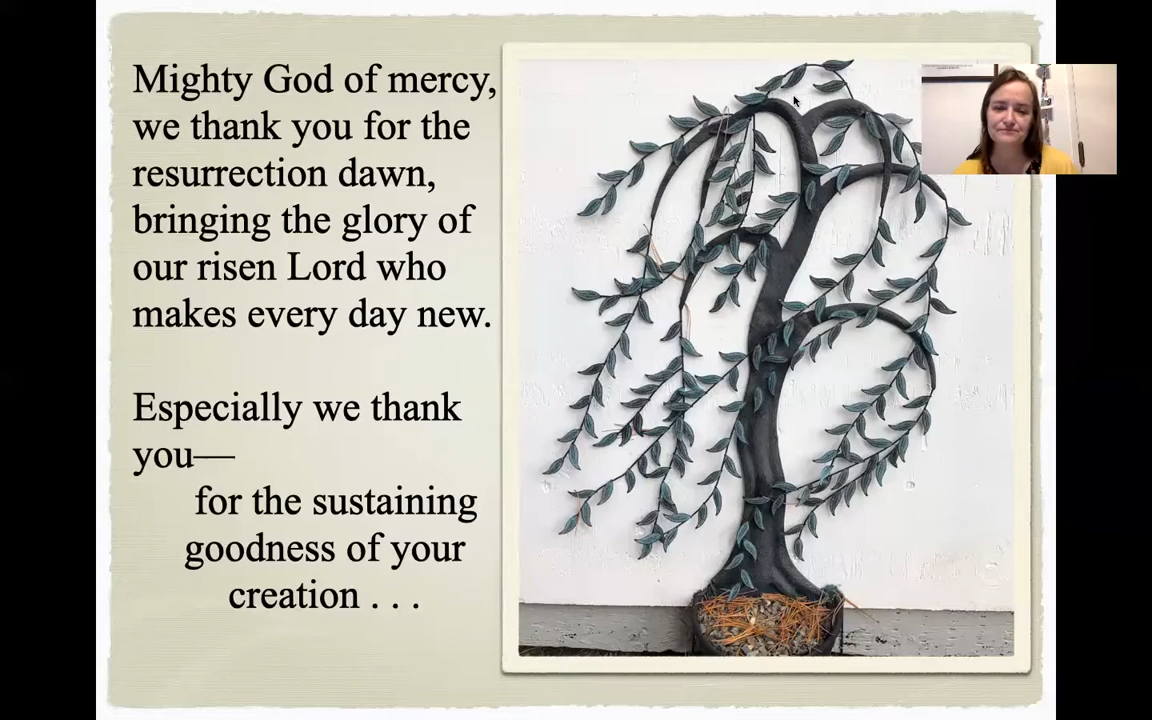 Mighty God of mercy,
we thank you for the
resurrection dawn,
bringing the glory of
our risen Lord who
makes every day new.
Especially we thank
you—
for the sustaining
goodness of your
creation . . .